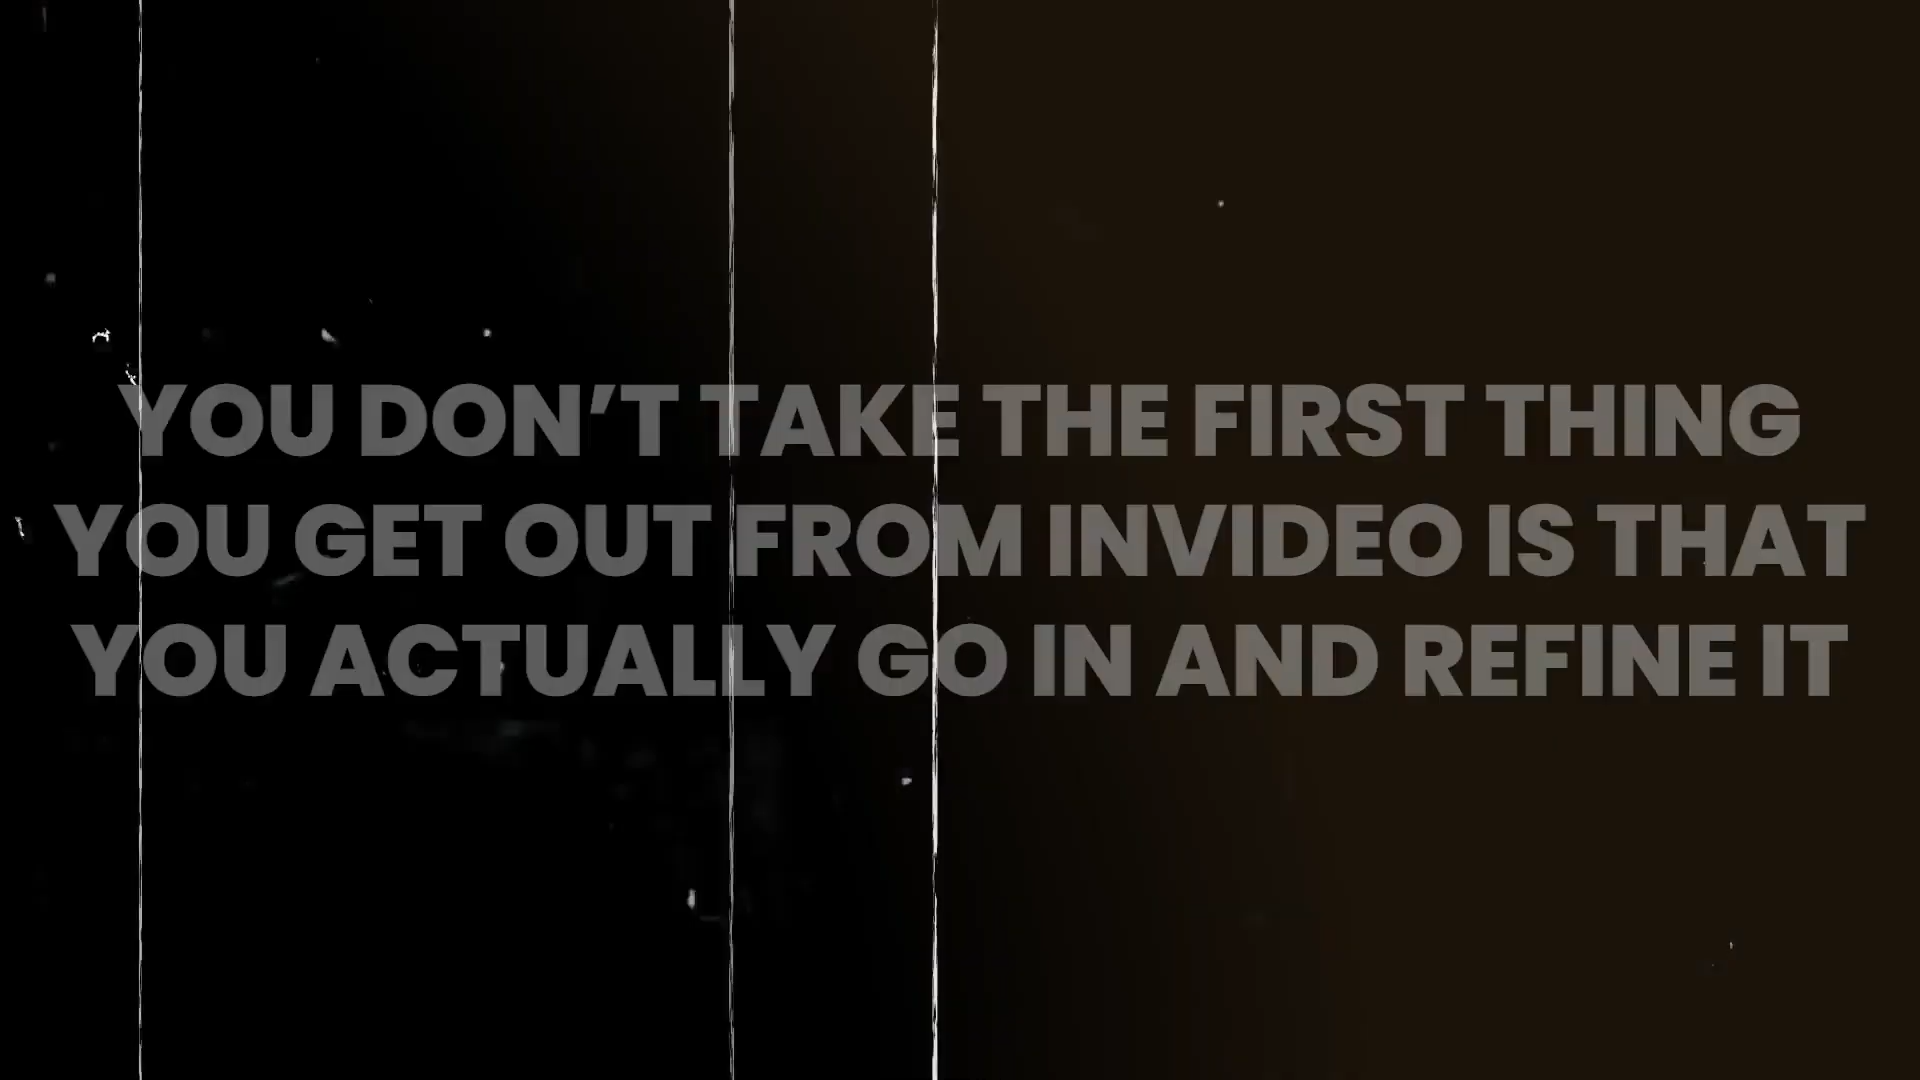 YOU DON’T TAKE THE FIRST THING
YOU GET OUT FROM INVIDEO IS THAT
YOU ACTUALLY GO IN AND REFINE IT